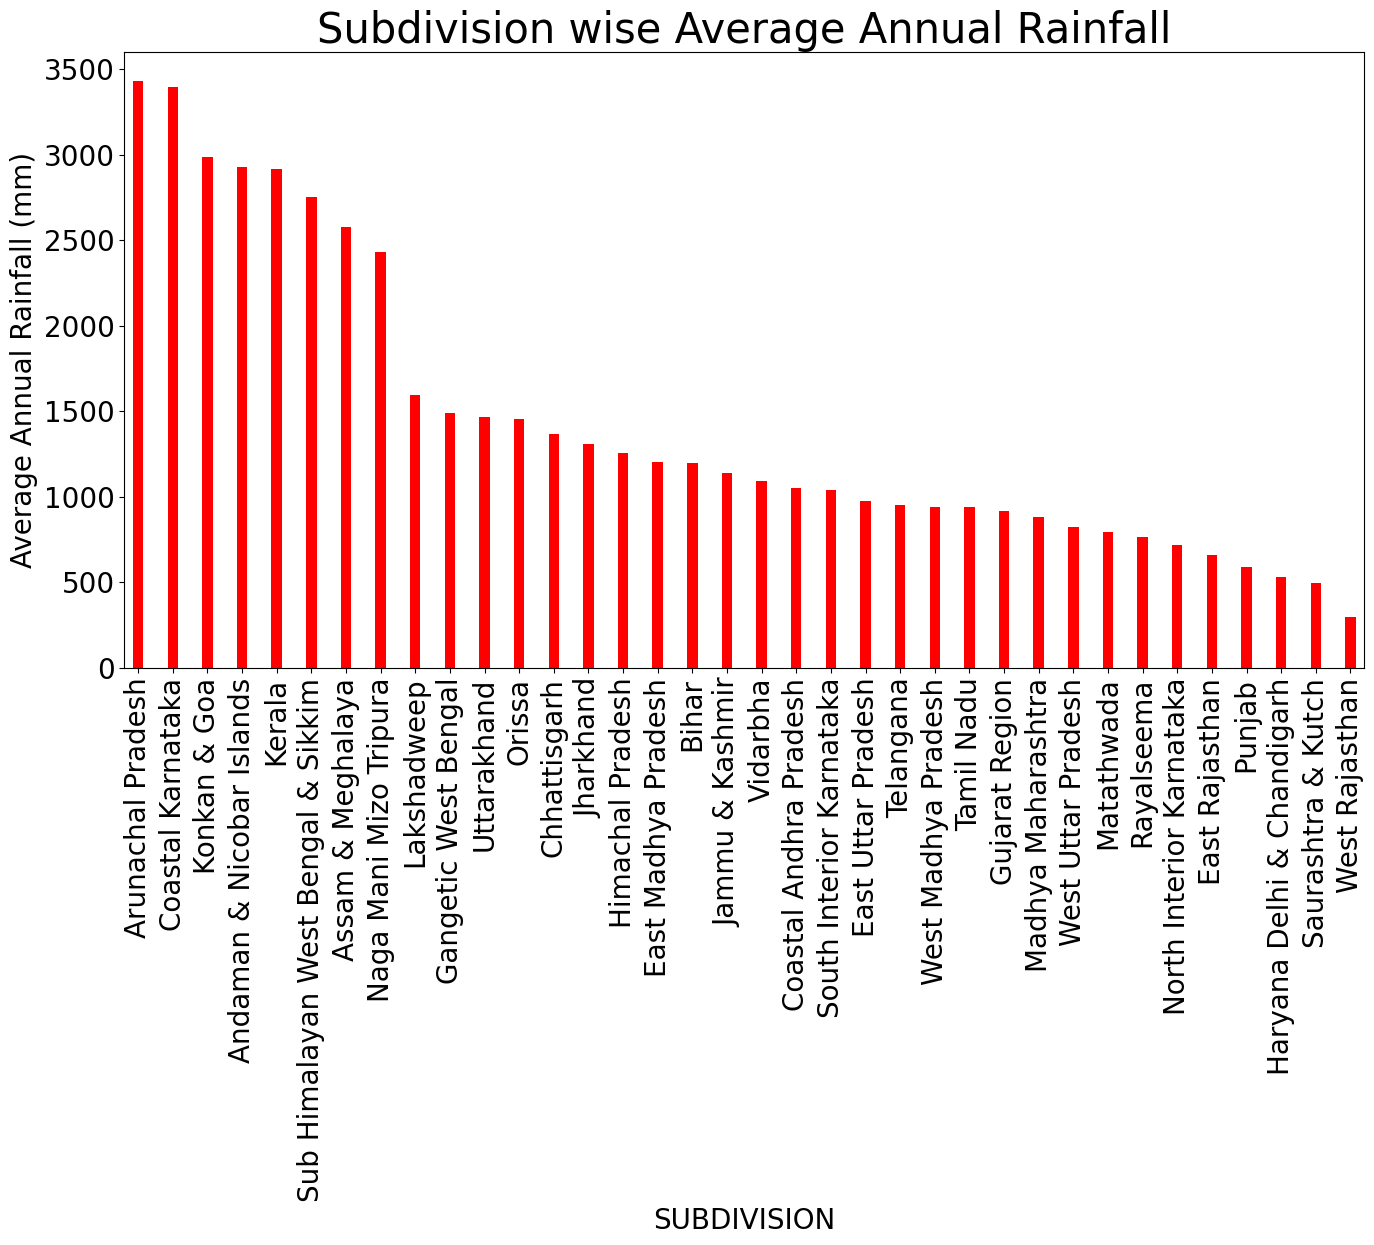 Subdivision wise Average Annual Rainfall
Average Annual Rainfall (mm)
3500
3000
2500
2000
1500
1000
500
0
Arunachal Pradesh
Coastal Karnataka
Konkan & Goa
Andaman & Nicobar Islands
Kerala
Sub Himalayan West Bengal & Sikkim
Assam & Meghalaya
Naga Mani Mizo Tripura
Lakshadweep
Gangetic West Bengal
Uttarakhand
Orissa
Chhattisgarh
Jharkhand
Himachal Pradesh
East Madhya Pradesh
Bihar
Jammu & Kashmir
Vidarbha
Coastal Andhra Pradesh
South Interior Karnataka
East Uttar Pradesh
Telangana
West Madhya Pradesh
Tamil Nadu
Gujarat Region
Madhya Maharashtra
West Uttar Pradesh
Matathwada
Rayalseema
North Interior Karnataka
East Rajasthan
Punjab
Haryana Delhi & Chandigarh
Saurashtra & Kutch
West Rajasthan
SUBDIVISION